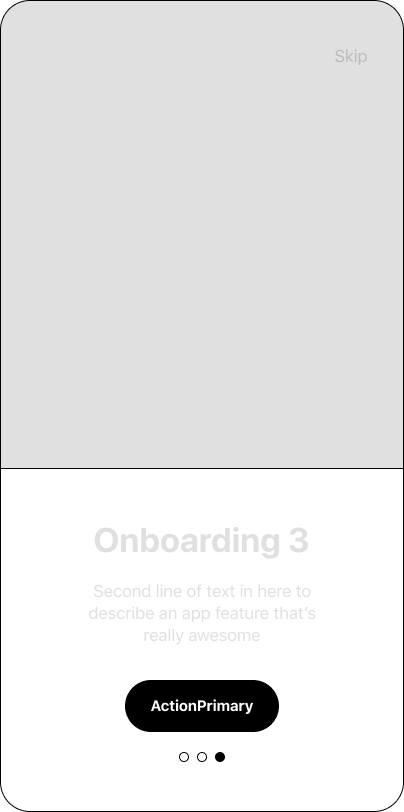 Skip
Onboarding 3
Second line of text in here to
describe an app feature that’s
really awesome
ActionPrimary